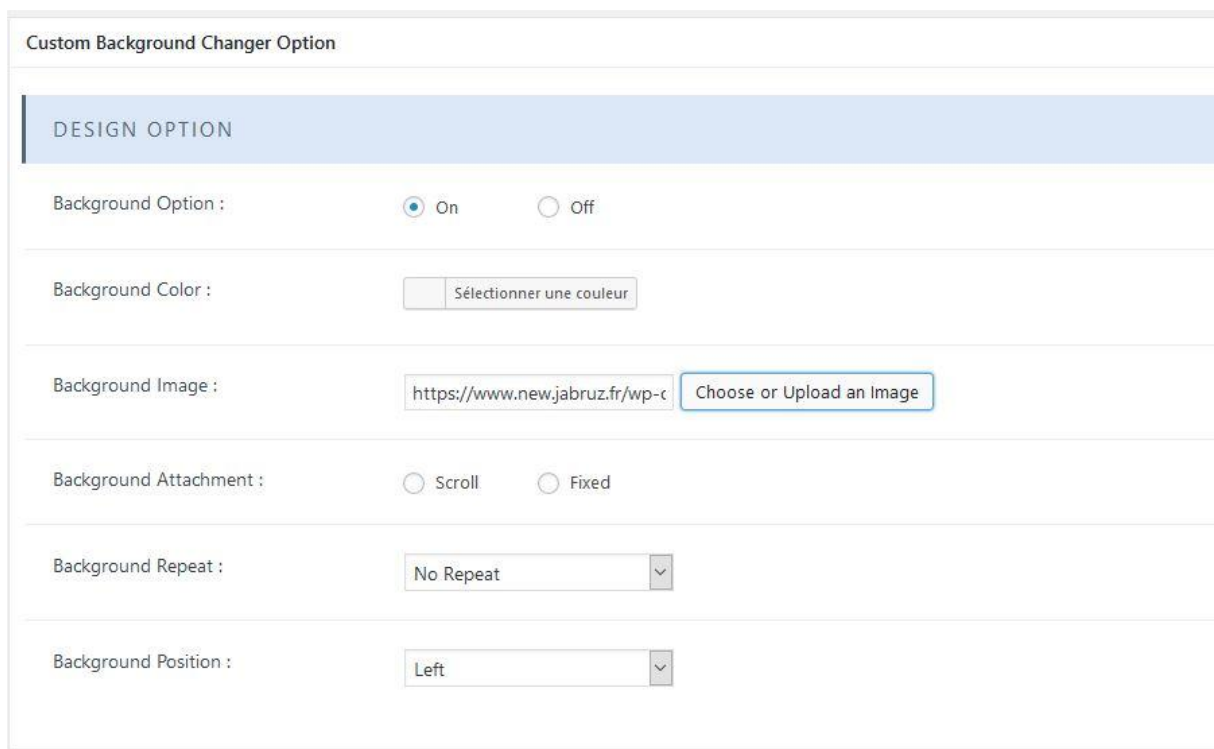 Custom Background Changer Option
DESIGN OPTION
Background Option :
On
Off
Background Color :
Sélectionner une couleur
Background Image :
https://www.new.jabruz.fr/wp-c
Choose or Upload an Image
Background Attachment :
Scroll
Fixed
Background Repeat :
No Repeat
Background Position :
Left